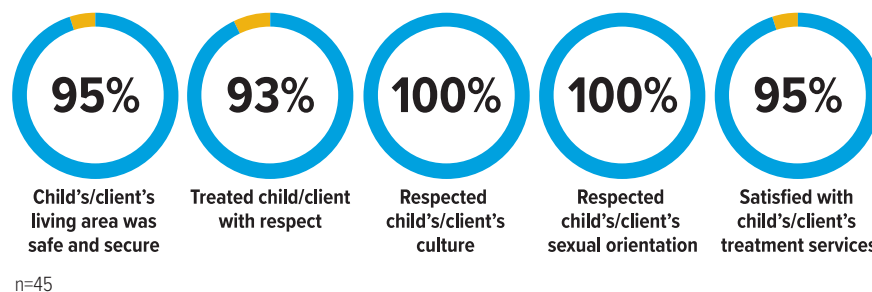 95%
93%
100%
100%
95%
Child’s/client’s
living area was
safe and secure
Treated child/client
with respect
Respected
child’s/client’s
culture
Respected
child’s/client’s
sexual orientation
Satisfied with
child’s/client’s
treatment services
n=45